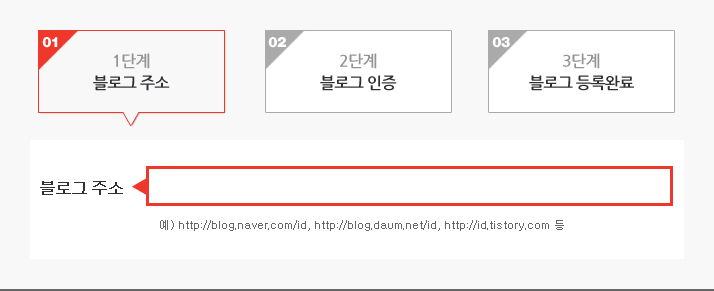 01
1단계
블로그 주소
02
2단계
블로그 인증
03
3단계
블로그 등록완료
블로그 주소
예) http://blog.naver.com/id, http://blog.daum.net/id, http://id.tistory.com 등